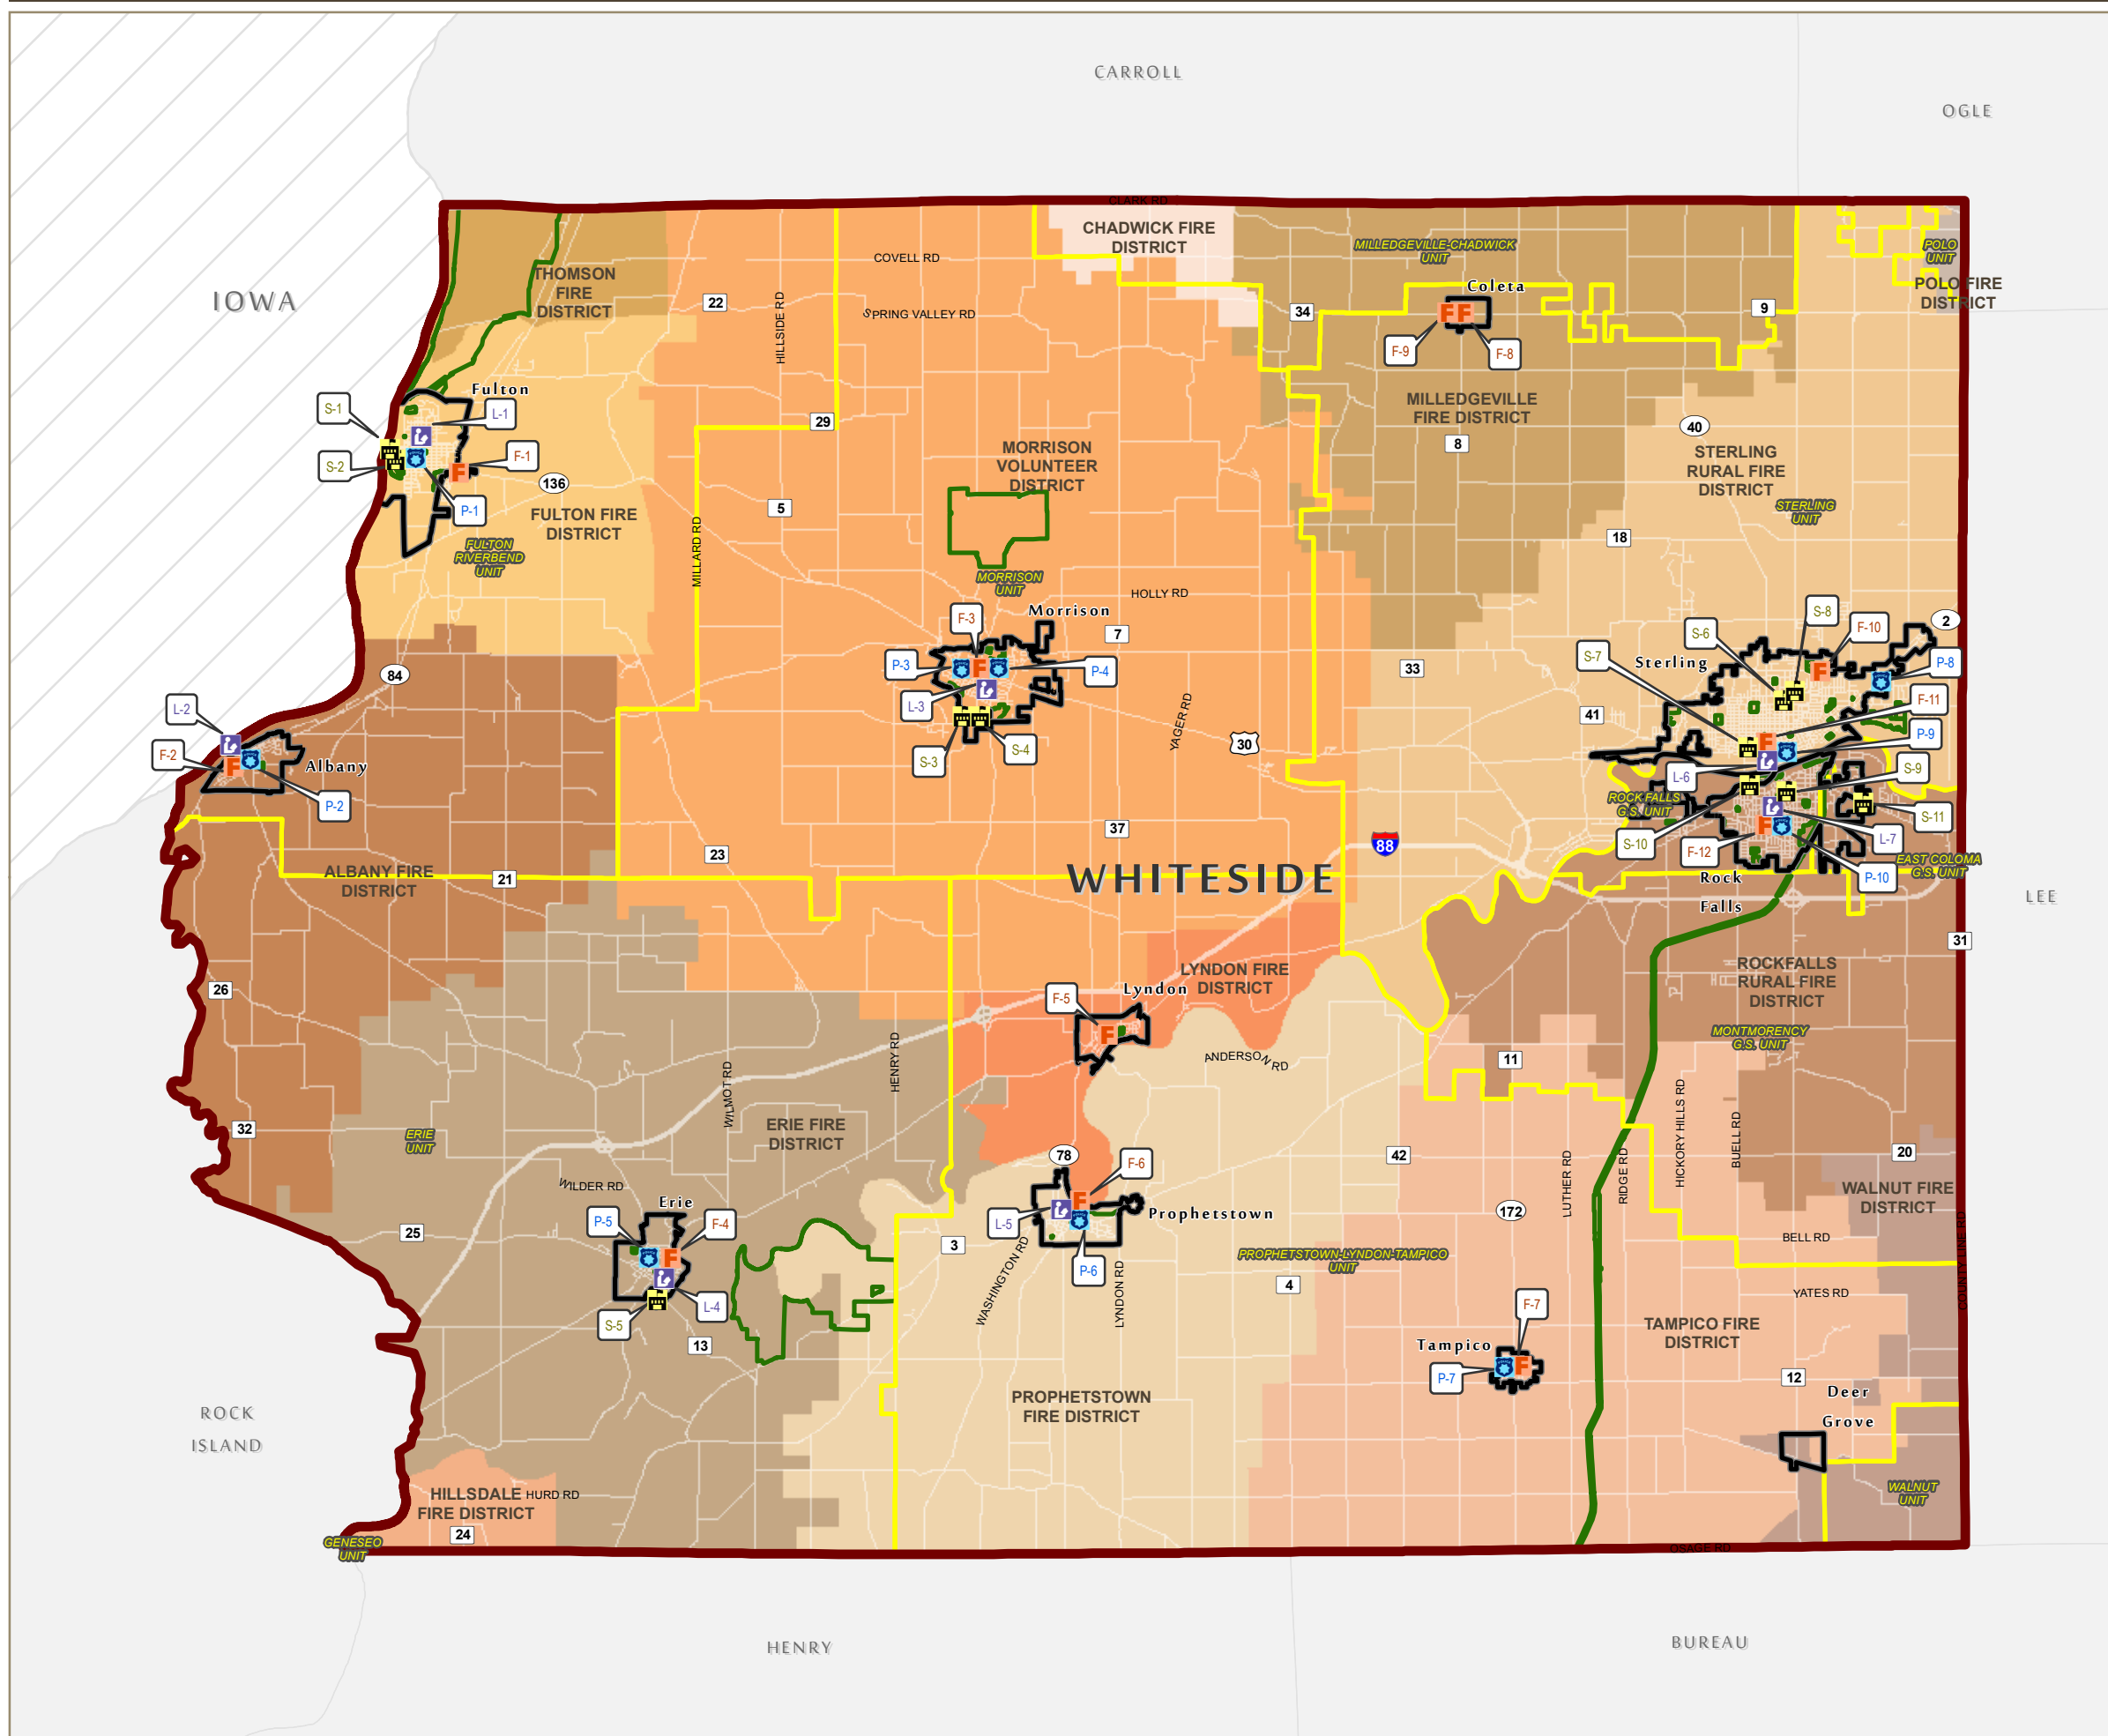 CARROLL
OGLE
CLARK RD
CHADWICK FIRE
DISTRICT
MILLEDGEVILLE-CHADWICK
UNIT
POLO
UNIT
COVELL RD
THOMSON
FIRE
DISTRICT
Coleta
POLO FIRE
DISTRICT
IOWA
22
HILLSIDE RD
SPRING VALLEY RD
34
9
F-9
F-8
Fulton
S-1
L-1
29
MILLEDGEVILLE
FIRE DISTRICT
8
40
STERLING
RURAL FIRE
DISTRICT
S-2
F-1
136
P-1
MORRISON
VOLUNTEER
DISTRICT
5
FULTON FIRE
DISTRICT
STERLING
UNIT
FULTON
RIVERBEND
UNIT
MILLARD RD
18
MORRISON
UNIT
HOLLY RD
F-3
Morrison
7
S-8
S-6
F-10
2
S-7
Sterling
P-8
P-3
P-4
33
84
L-2
L-3
F-11
41
YAGER RD
30
P-9
F-2
Albany
S-3
S-4
L-6
S-9
P-2
ROCK FALLS
G.S. UNIT
S-11
37
88
S-10
F-12
L-7
23
EAST COLOMA
G.S. UNIT
ALBANY FIRE
DISTRICT
21
WHITESIDE
Rock
Falls
P-10
LEE
31
26
LYNDON FIRE
DISTRICT
ROCKFALLS
RURAL FIRE
DISTRICT
F-5
Lyndon
MONTMORENCY
G.S. UNIT
HENRY RD
ANDERSON RD
11
WILMOT RD
HICKORY HILLS RD
BUELL RD
32
ERIE
UNIT
ERIE FIRE
DISTRICT
78
F-6
42
LUTHER RD
RIDGE RD
20
WILDER RD
Erie
WALNUT FIRE
DISTRICT
P-5
F-4
L-5
Prophetstown
172
25
3
WASHINGTON RD
LYNDON RD
P-6
PROPHETSTOWN-LYNDON-TAMPICO
UNIT
BELL RD
COUNTY LINE RD
4
YATES RD
S-5
L-4
F-7
13
TAMPICO FIRE
DISTRICT
Tampico
P-7
12
Deer
Grove
PROPHETSTOWN
FIRE DISTRICT
ROCK
ISLAND
HILLSDALE
FIRE DISTRICT
HURD RD
24
WALNUT
UNIT
GENESEO
UNIT
OSAGE RD
HENRY
BUREAU